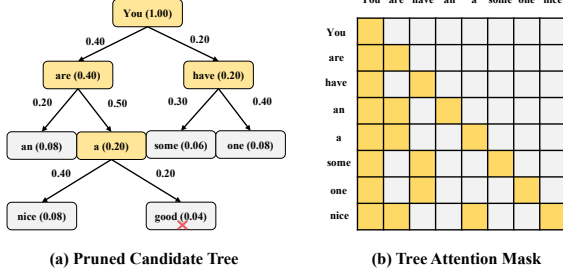 You (1.00)
0.40
0.20
are (0.40)
have (0.20)
0.20
0.50
0.30
0.40
an (0.08)
a (0.20)
some (0.06)
one (0.08)
0.40
0.20
nice (0.08)
good (0.04)
(a) Pruned Candidate Tree
You are have an a some one nice
You
are
have
an
a
some
one
nice
(b) Tree Attention Mask